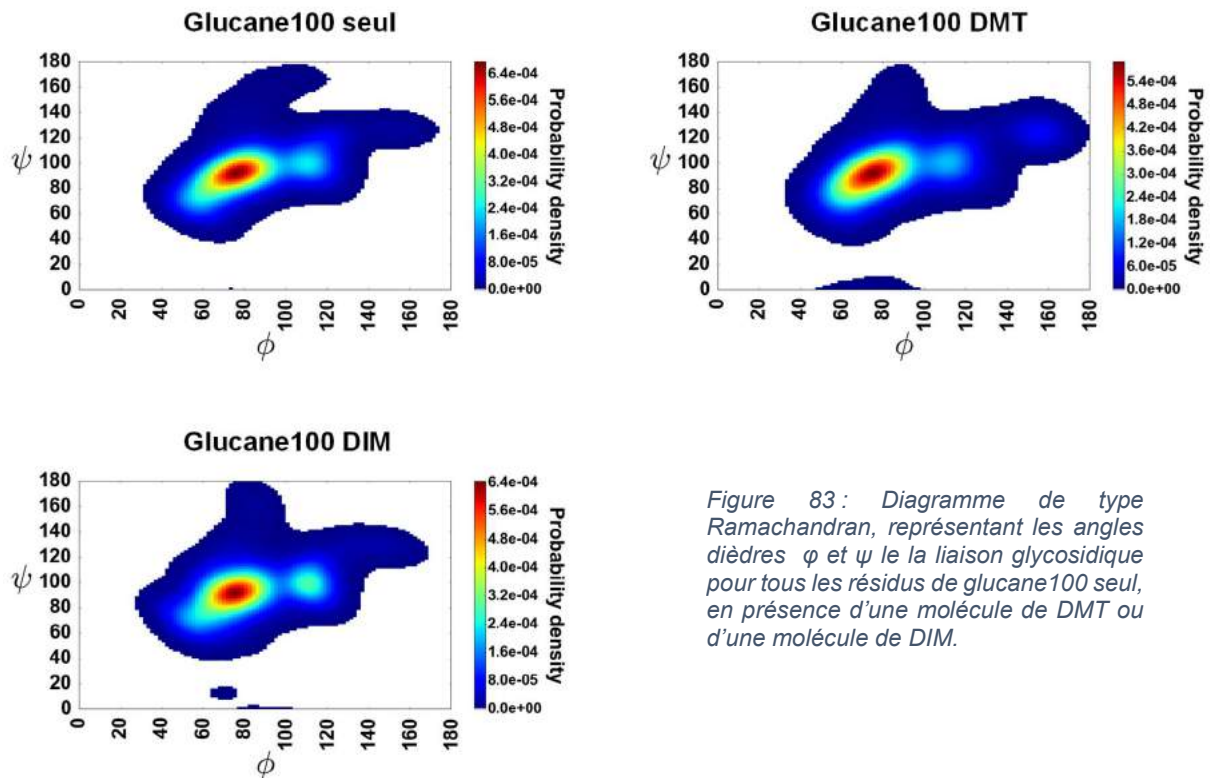 Glucane100 seul
180
160
140
120
100
80
60
40
20
0
ψ
0 20 40 60 80 100 120 140 160 180
ϕ
6.4e-04
5.6e-04
4.8e-04
4.0e-04
3.2e-04
2.4e-04
1.6e-04
8.0e-05
0.0e+00
Probability density
Glucane100 DMT
180
160
140
120
100
80
60
40
20
0
ψ
0 20 40 60 80 100 120 140 160 180
ϕ
5.4e-04
4.8e-04
4.2e-04
3.6e-04
3.0e-04
2.4e-04
1.8e-04
1.2e-04
6.0e-05
0.0e+00
Probability density
Glucane100 DIM
180
160
140
120
100
80
60
40
20
0
ψ
0 20 40 60 80 100 120 140 160 180
ϕ
6.4e-04
5.6e-04
4.8e-04
4.0e-04
3.2e-04
2.4e-04
1.6e-04
8.0e-05
0.0e+00
Probability density
Figure 83 : Diagramme de type
Ramachandran, représentant les angles
dièdres φ et ψ le la liaison glycosidique
pour tous les résidus de glucane100 seul,
en présence d'une molécule de DMT ou
d'une molécule de DIM.